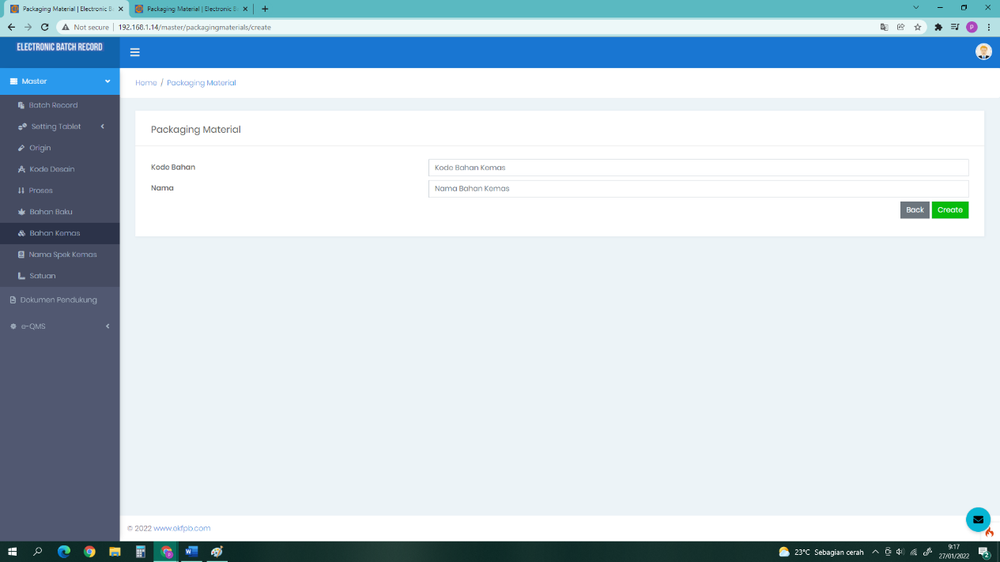 Packaging Material | Electronic B
Packaging Material | Electronic B
Not secure | 192.168.1.14/master/packagingmaterials/create
P
ELECTRONIC BATCH RECORD
Master
Home / Packaging Material
Batch Record
Setting Tablet
Origin
Kode Desain
Proses
Bahan Baku
Bahan Kemas
Nama Spek Kemas
Satuan
Dokumen Pendukung
e-QMS
Packaging Material
Kode Bahan
Kode Bahan Kemas
Nama
Nama Bahan Kemas
Back Create
© 2022 www.ekfpb.com
23°C Sebagian cerah
9:17
27/01/2022
2